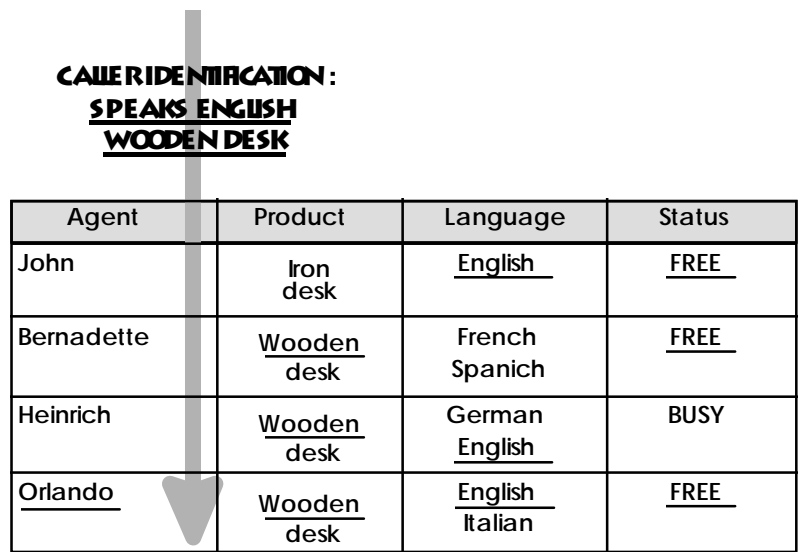 CALLER IDENTIFICATION :
SPEAKS ENGLISH
WOODEN DESK
Agent Product Language Status
John Iron desk English FREE
Bernadette Wooden desk French Spanich FREE
Heinrich Wooden desk German English BUSY
Orlando Wooden desk English Italian FREE